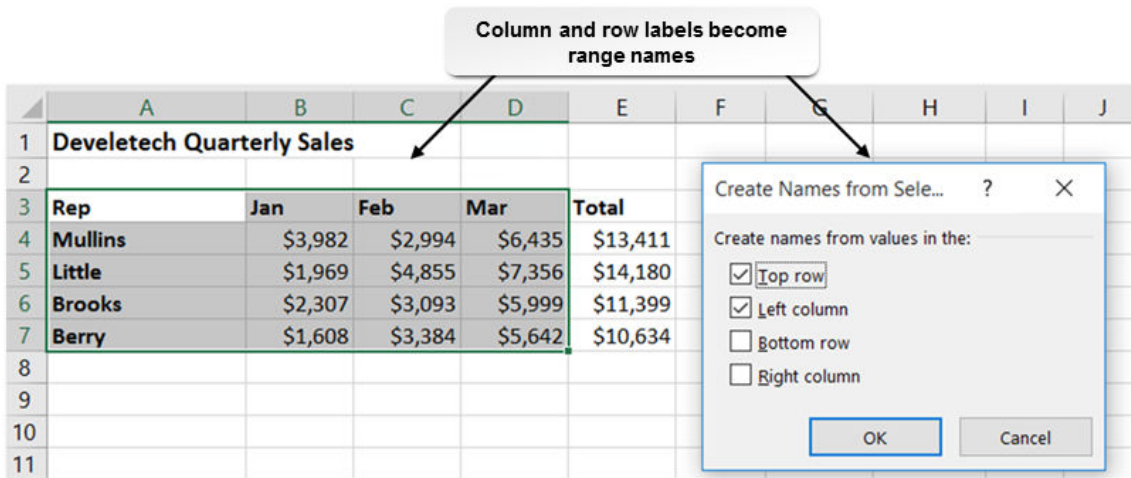 Column and row labels become
range names
A B C D E F G H I J
1 Develetech Quarterly Sales
2
3 Rep Jan Feb Mar Total
4 Mullins $3,982 $2,994 $6,435 $13,411
5 Little $1,969 $4,855 $7,356 $14,180
6 Brooks $2,307 $3,093 $5,999 $11,399
7 Berry $1,608 $3,384 $5,642 $10,634
8
9
10
11
Create Names from Sele... ?
Create names from values in the:
Top row
Left column
Bottom row
Right column
OK Cancel